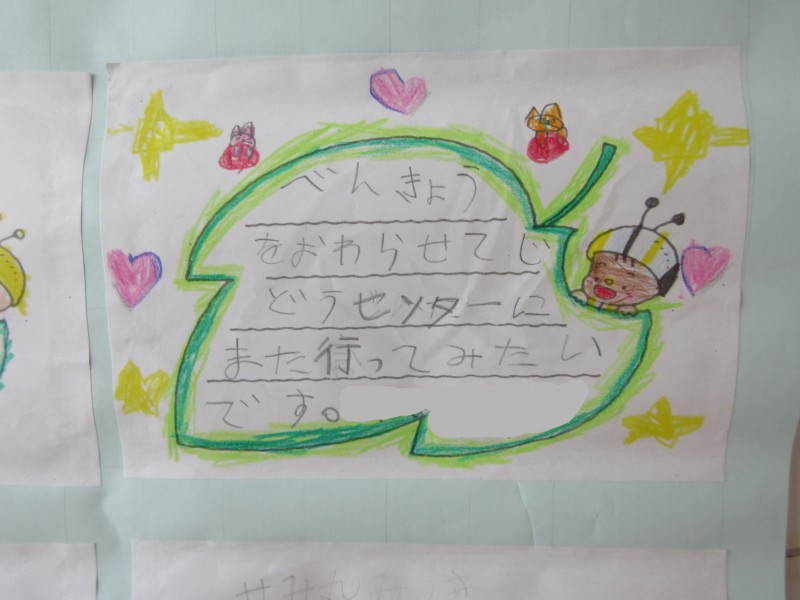 べんきょう
をおわらせてじ
どうセンターに
また行ってみたい
です。